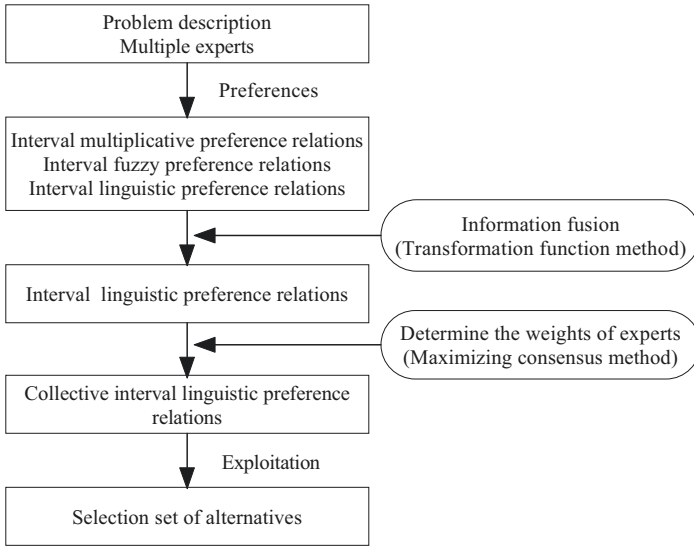 Problem description
Multiple experts
Preferences
Interval multiplicative preference relations
Interval fuzzy preference relations
Interval linguistic preference relations
Information fusion
(Transformation function method)
Interval linguistic preference relations
Determine the weights of experts
(Maximizing consensus method)
Collective interval linguistic preference
relations
Exploitation
Selection set of alternatives